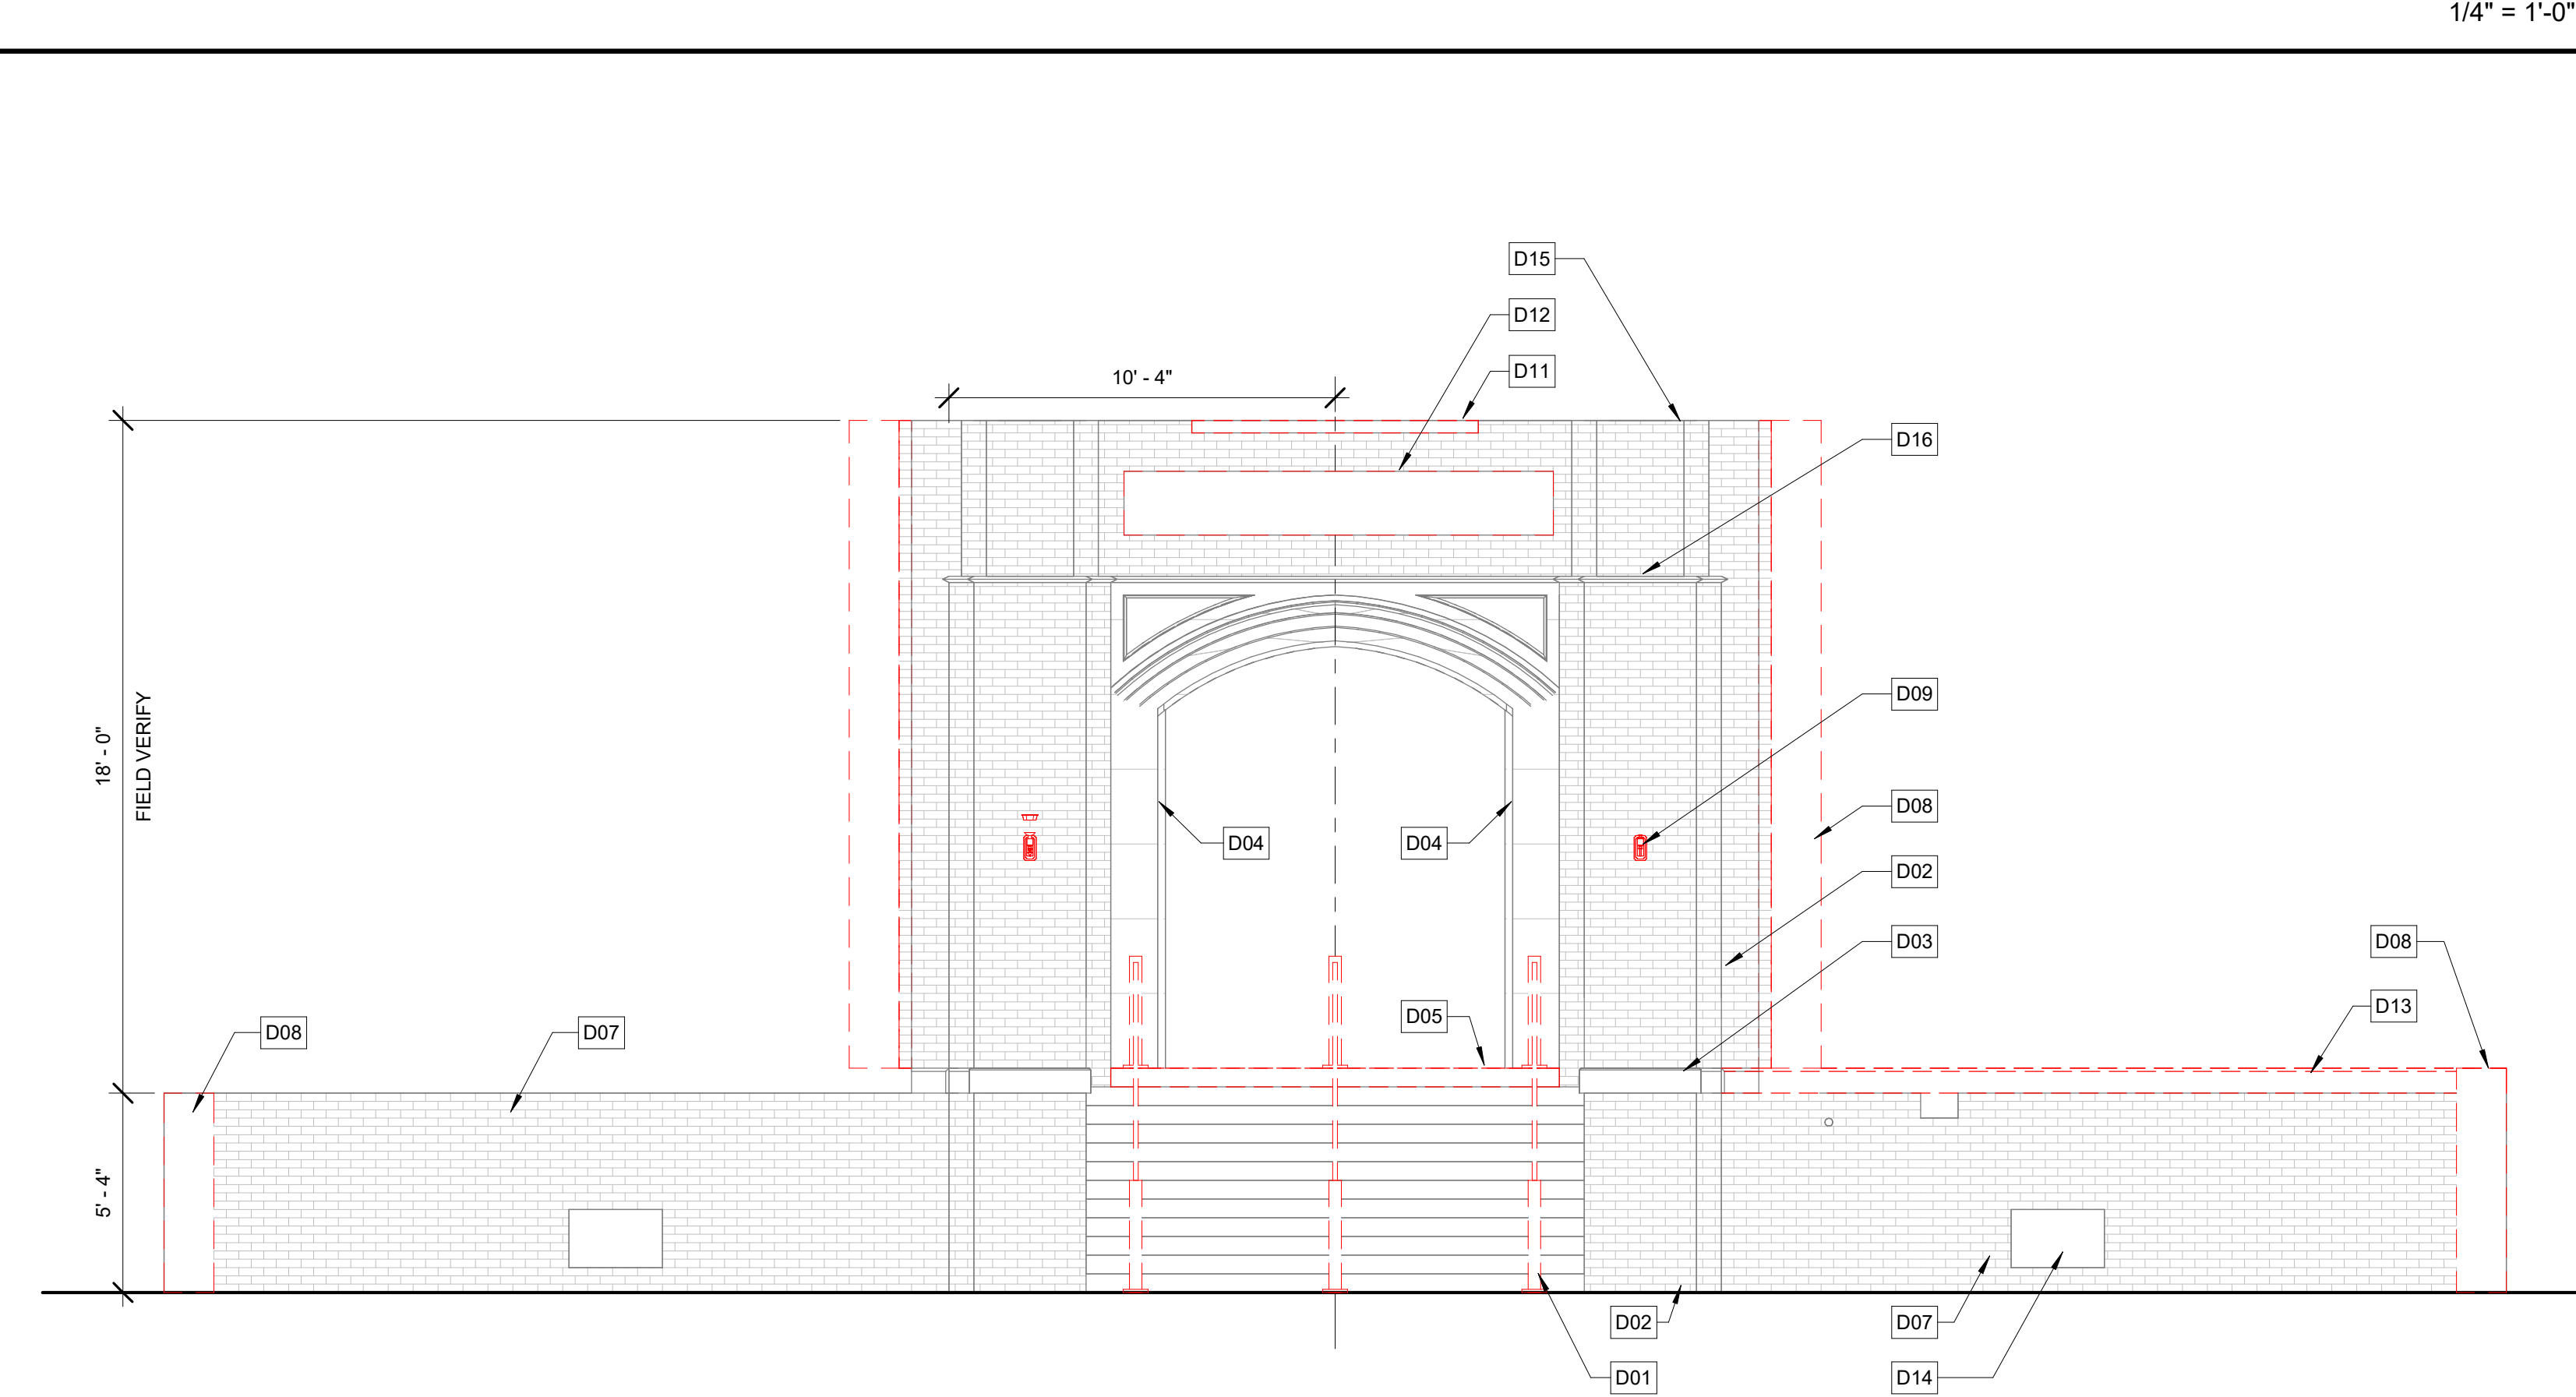 1/4" = 1'-0"
D15
D12
D11
10' - 4"
D16
D09
18' - 0"
FIELD VERIFY
D08
D04
D04
D02
D03
D08
D13
D05
D08
D07
5' - 4"
D02
D07
D01
D14